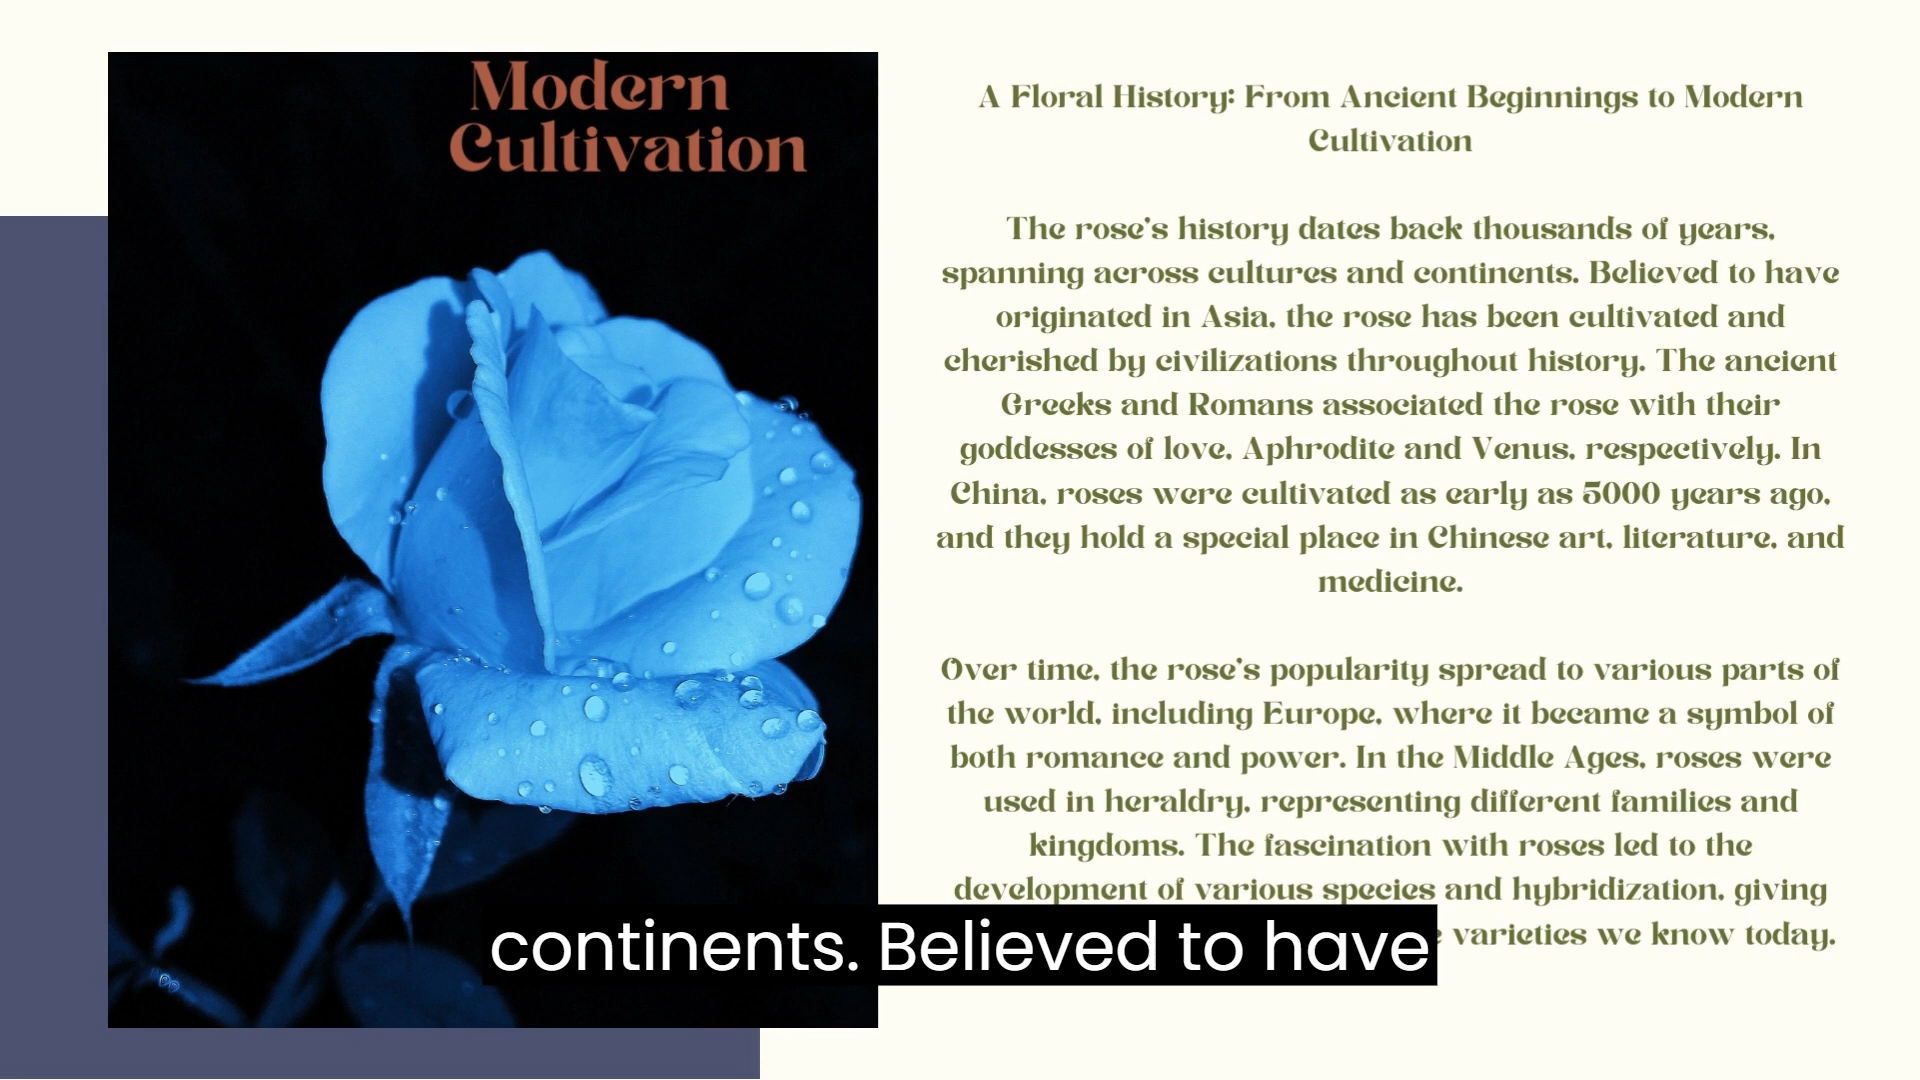 Modern
Cultivation
A Floral History: From Ancient Beginnings to Modern
Cultivation
The rose's history dates back thousands of years,
spanning across cultures and continents. Believed to have
originated in Asia, the rose has been cultivated and
cherished by civilizations throughout history. The ancient
Greeks and Romans associated the rose with their
goddesses of love, Aphrodite and Venus, respectively. In
China, roses were cultivated as early as 5000 years ago,
and they hold a special place in Chinese art, literature, and
medicine.
Over time, the rose's popularity spread to various parts of
the world, including Europe, where it became a symbol of
both romance and power. In the Middle Ages, roses were
used in heraldry, representing different families and
kingdoms. The fascination with roses led to the
development of various species and hybridization, giving
varieties we know today.
continents. Believed to have